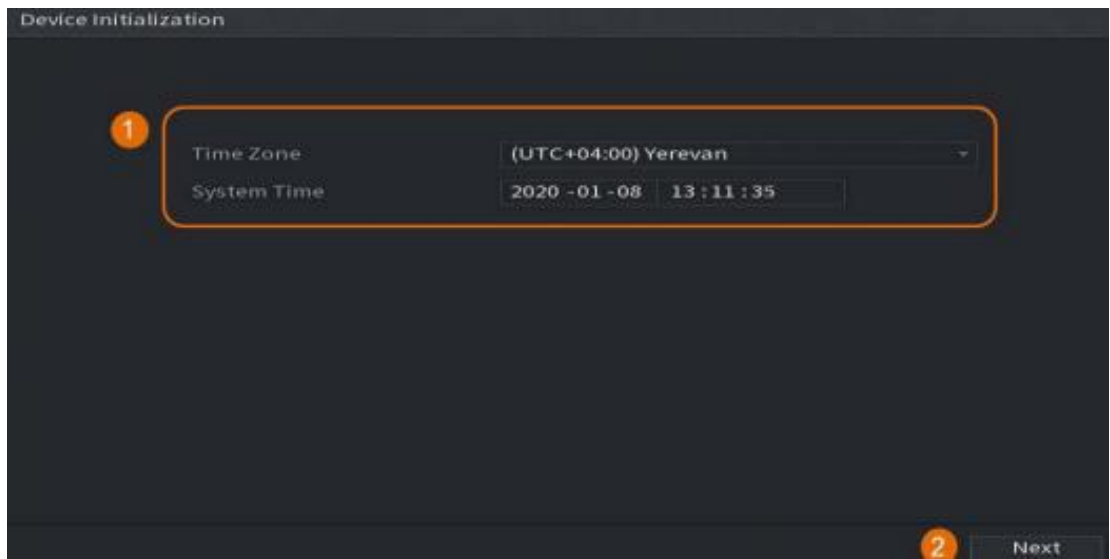 Device Initialization
1
Time Zone (UTC+04:00) Yerevan
System Time 2020 -01 -08 13 : 11 : 35
2 Next